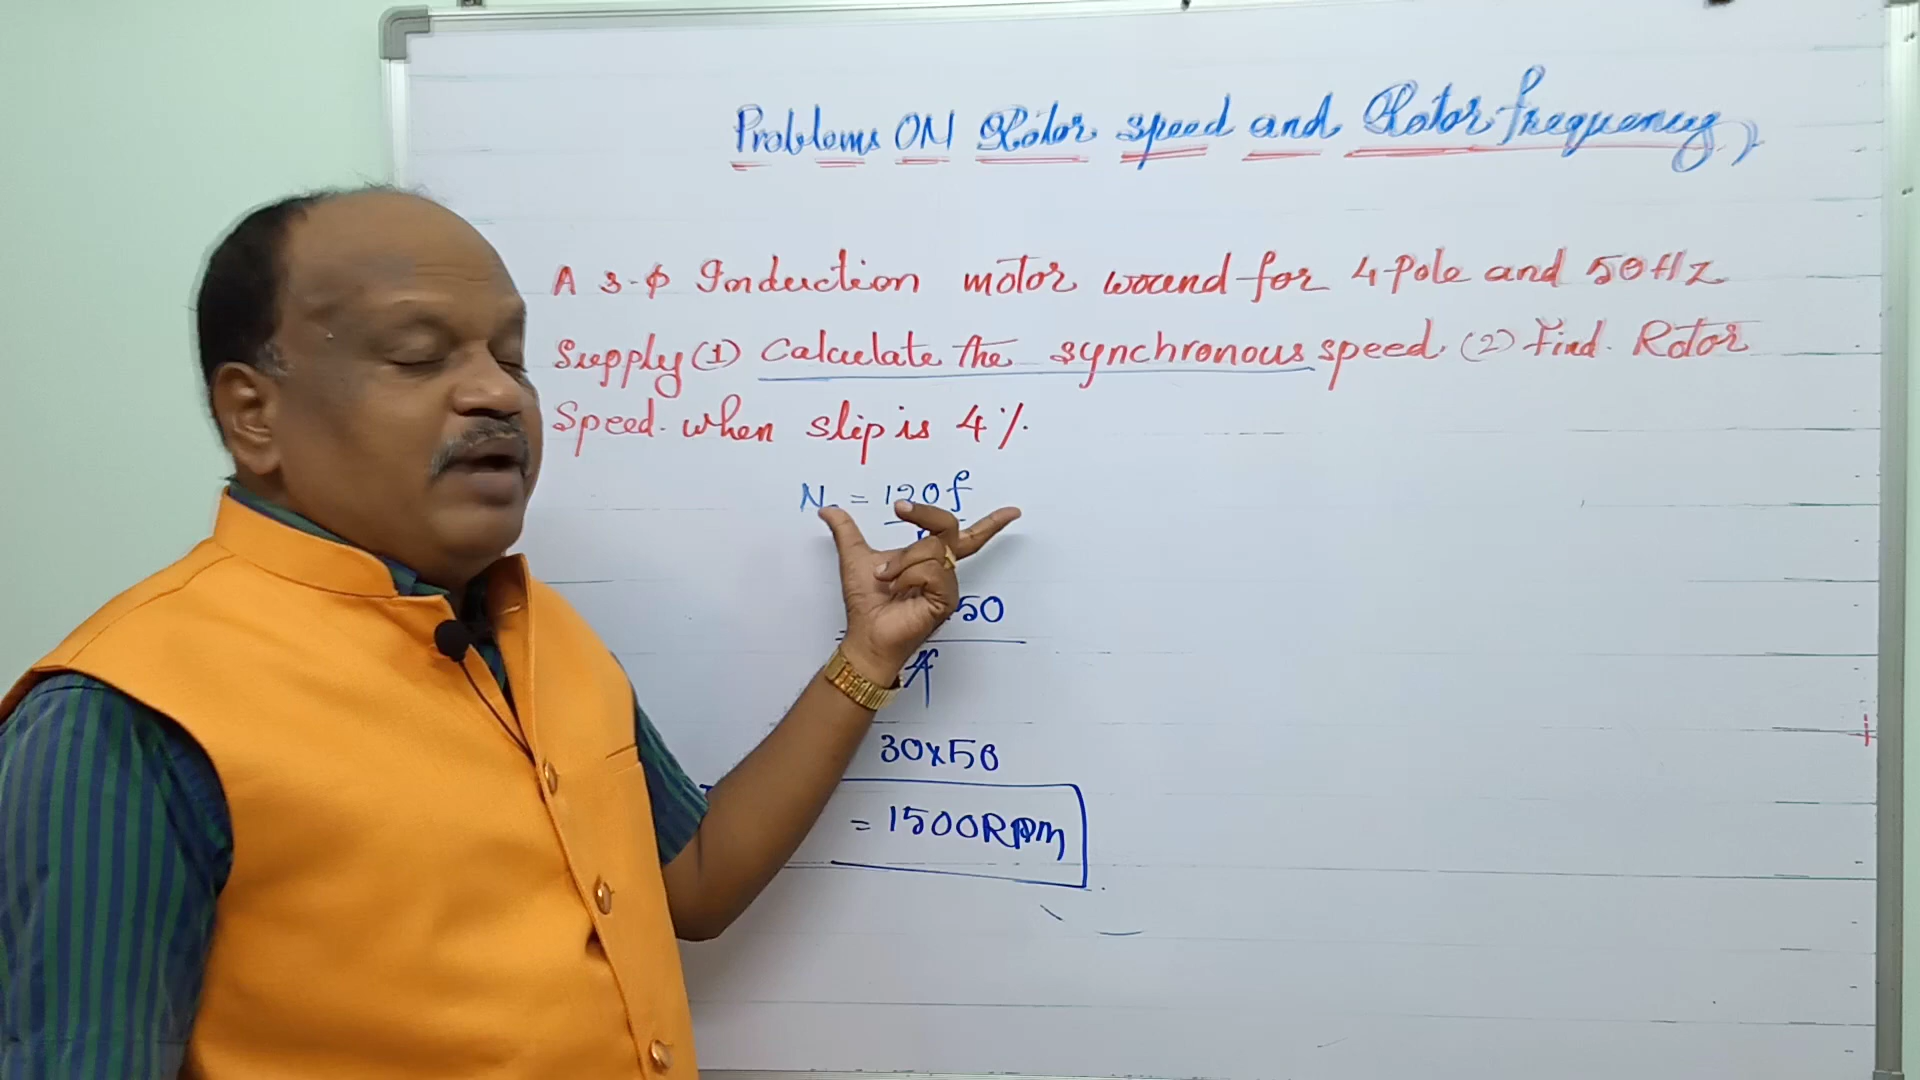 Problems ON Rotor speed and Rotor frequency
A 3-ϕ Induction motor wound for 4 Pole and 50 Hz
Supply (1) Calculate the synchronous speed. (2) Find. Rotor
Speed. when slip is 4%.
N = 120f
50
4
30x50
= 1500RPM